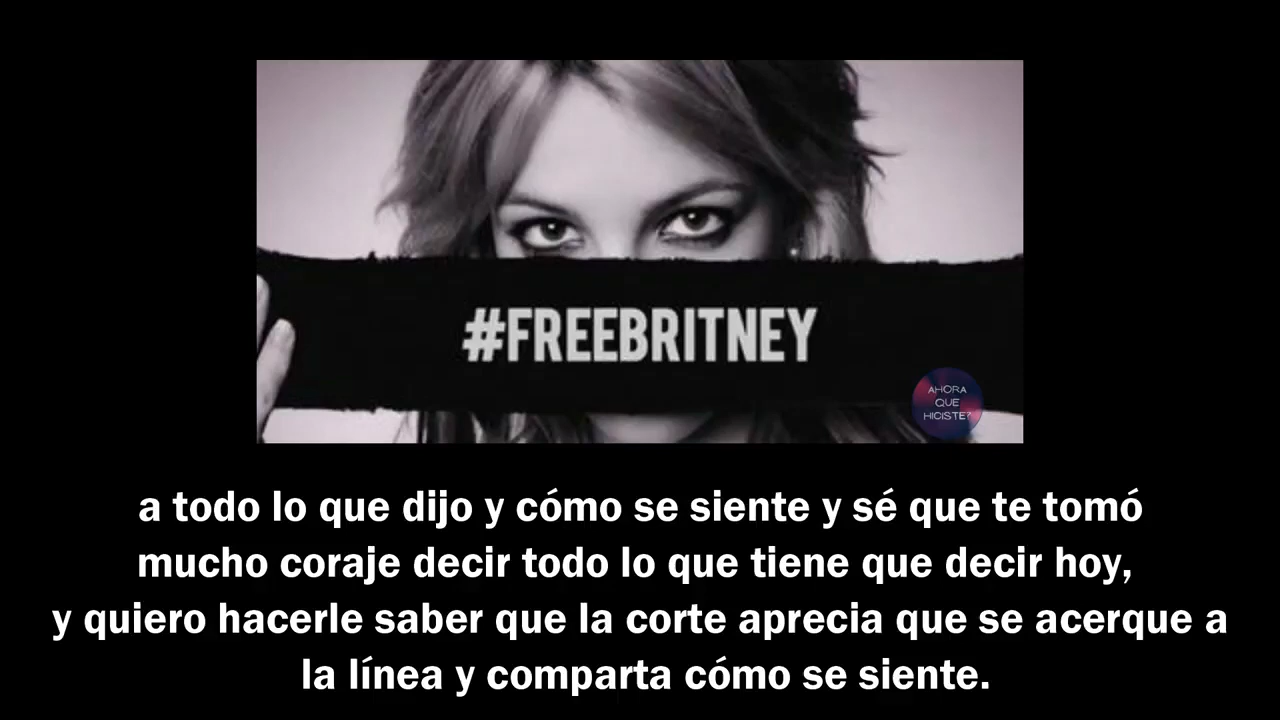 #FREEBRITNEY
AHORA
QUE
HICISTE?
a todo lo que dijo y cómo se siente y sé que te tomó
mucho coraje decir todo lo que tiene que decir hoy,
y quiero hacerle saber que la corte aprecia que se acerque a
la línea y comparta cómo se siente.